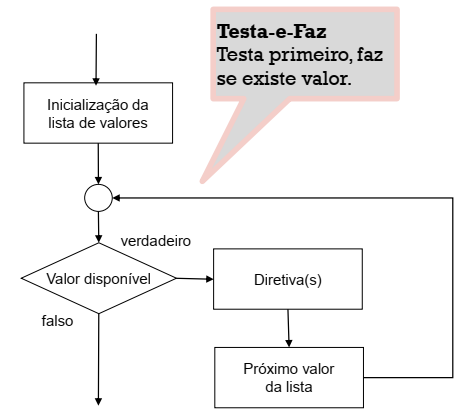 Testa-e-Faz
Testa primeiro, faz
se existe valor.
Inicialização da
lista de valores
verdadeiro
Valor disponível
Diretiva(s)
falso
Próximo valor
da lista